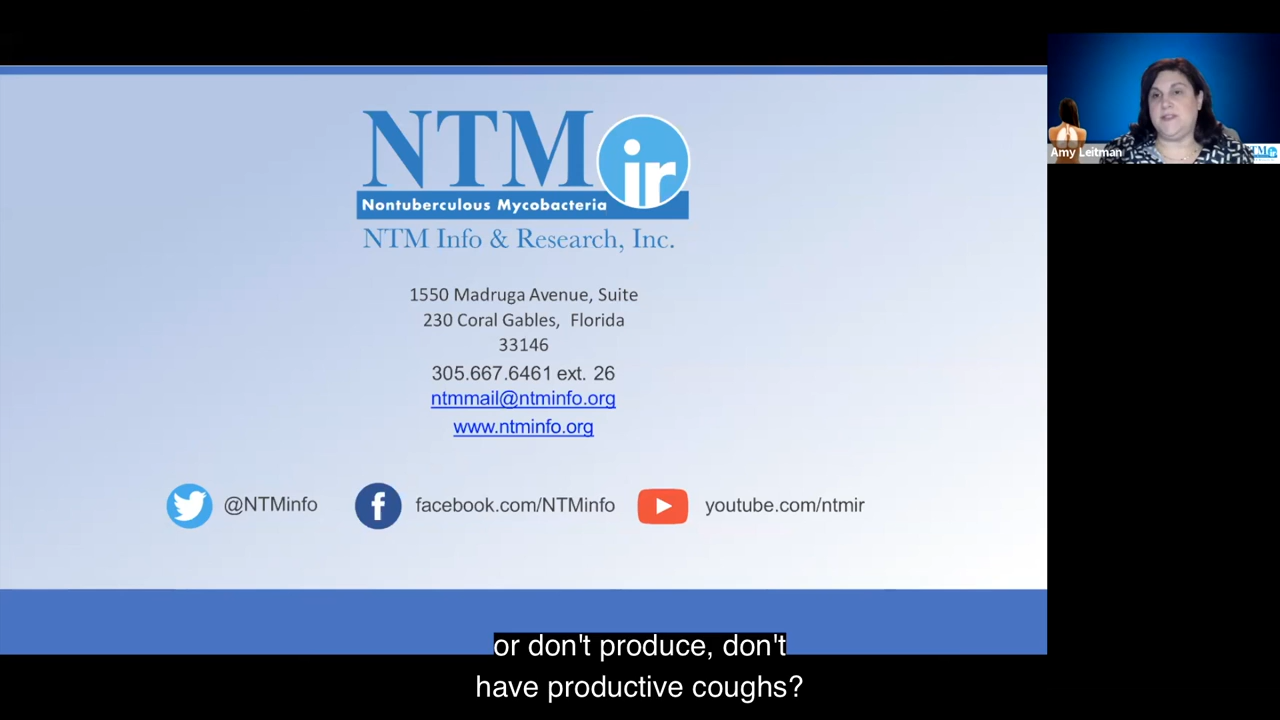 NTM ir
Nontuberculous Mycobacteria
NTM Info & Research, Inc.
1550 Madruga Avenue, Suite
230 Coral Gables, Florida
33146
305.667.6461 ext. 26
ntmmail@ntminfo.org
www.ntminfo.org
@NTMinfo
facebook.com/NTMinfo
youtube.com/ntmir
Amy Leitman
NTM ir
or don't produce, don't
have productive coughs?